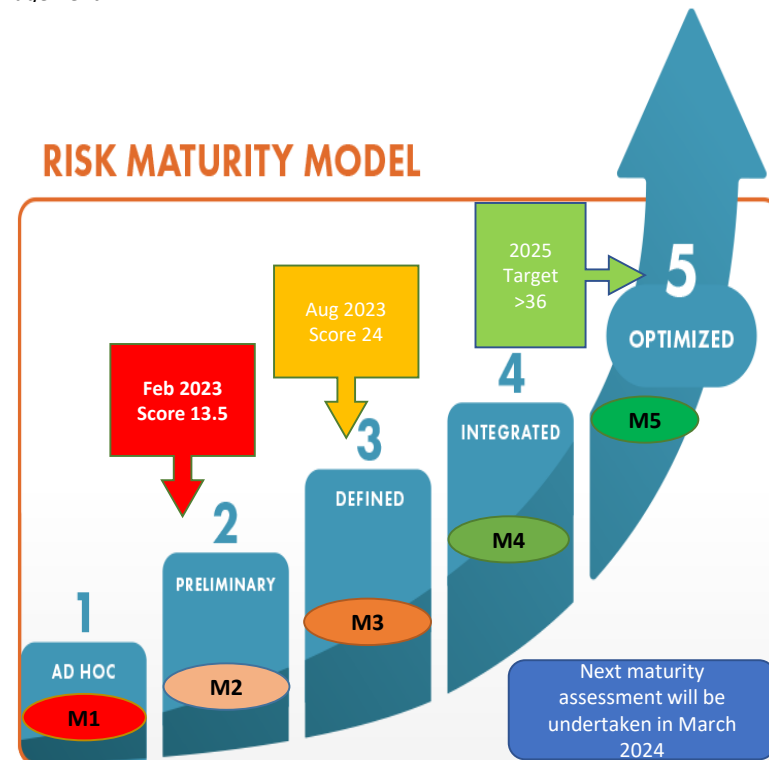 RISK MATURITY MODEL
2025
Target
>36
5
OPTIMIZED
Aug 2023
Score 24
Feb 2023
Score 13.5
4
INTEGRATED
M5
3
DEFINED
M4
2
PRELIMINARY
M3
1
AD HOC
M2
M1
Next maturity
assessment will be
undertaken in March
2024